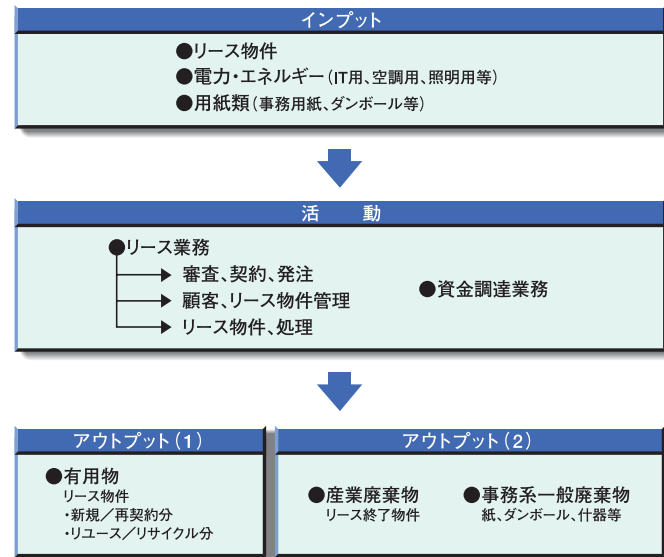 インプット
●リース物件
●電力・エネルギー(IT用、空調用、照明用等)
●用紙類(事務用紙、ダンボール等)
活　動
●リース業務
審査、契約、発注
顧客、リース物件管理
リース物件、処理
●資金調達業務
アウトプット(1)
●有用物
リース物件
・新規／再契約分
・リユース／リサイクル分
アウトプット(2)
●産業廃棄物
リース終了物件
●事務系一般廃棄物
紙、ダンボール、什器等